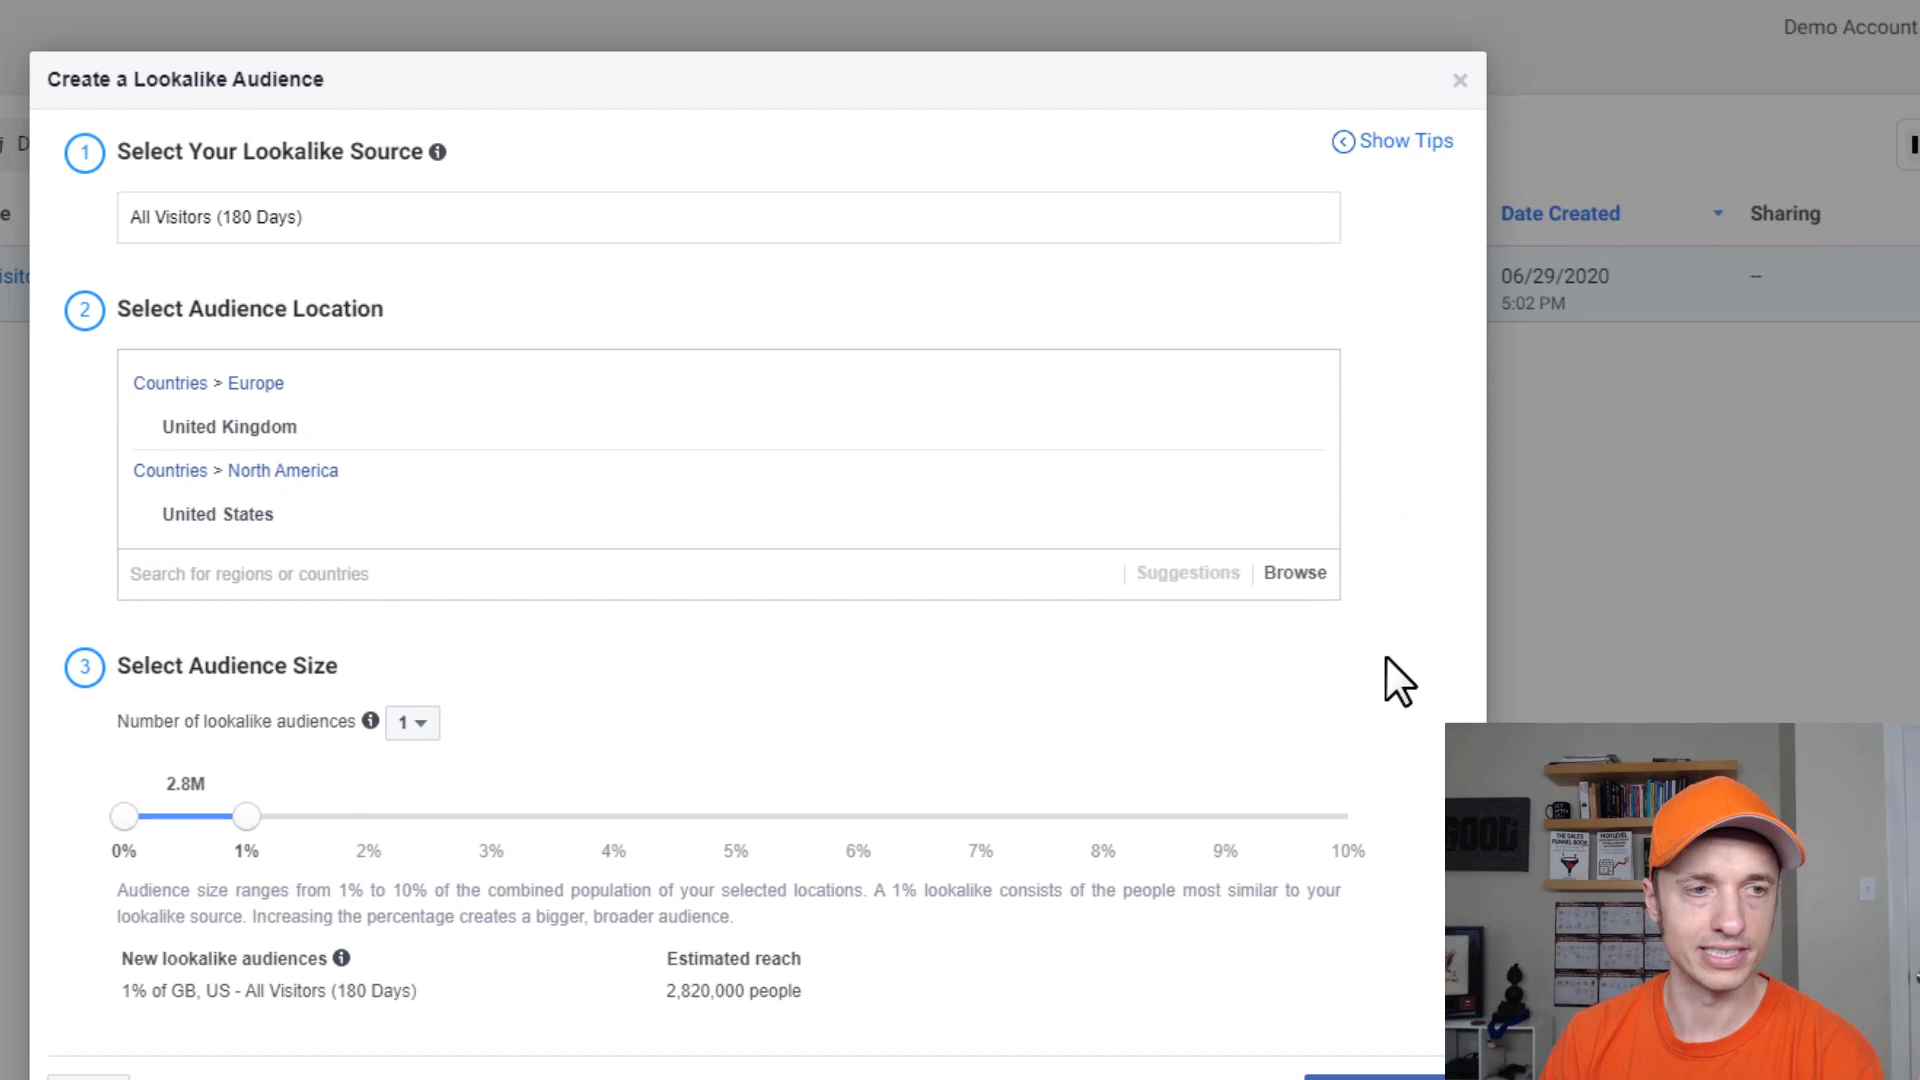 Demo Account
Create a Lookalike Audience
1 Select Your Lookalike Source
Show Tips
All Visitors (180 Days)
Date Created
Sharing
06/29/2020
--
5:02 PM
2 Select Audience Location
Countries > Europe
United Kingdom
Countries > North America
United States
Search for regions or countries
Suggestions
Browse
3 Select Audience Size
Number of lookalike audiences 1
2.8M
0% 1% 2% 3% 4% 5% 6% 7% 8% 9% 10%
Audience size ranges from 1% to 10% of the combined population of your selected locations. A 1% lookalike consists of the people most similar to your
lookalike source. Increasing the percentage creates a bigger, broader audience.
New lookalike audiences
Estimated reach
1% of GB, US - All Visitors (180 Days)
2,820,000 people
GOOD
THE SALES
FUNNEL BOOK